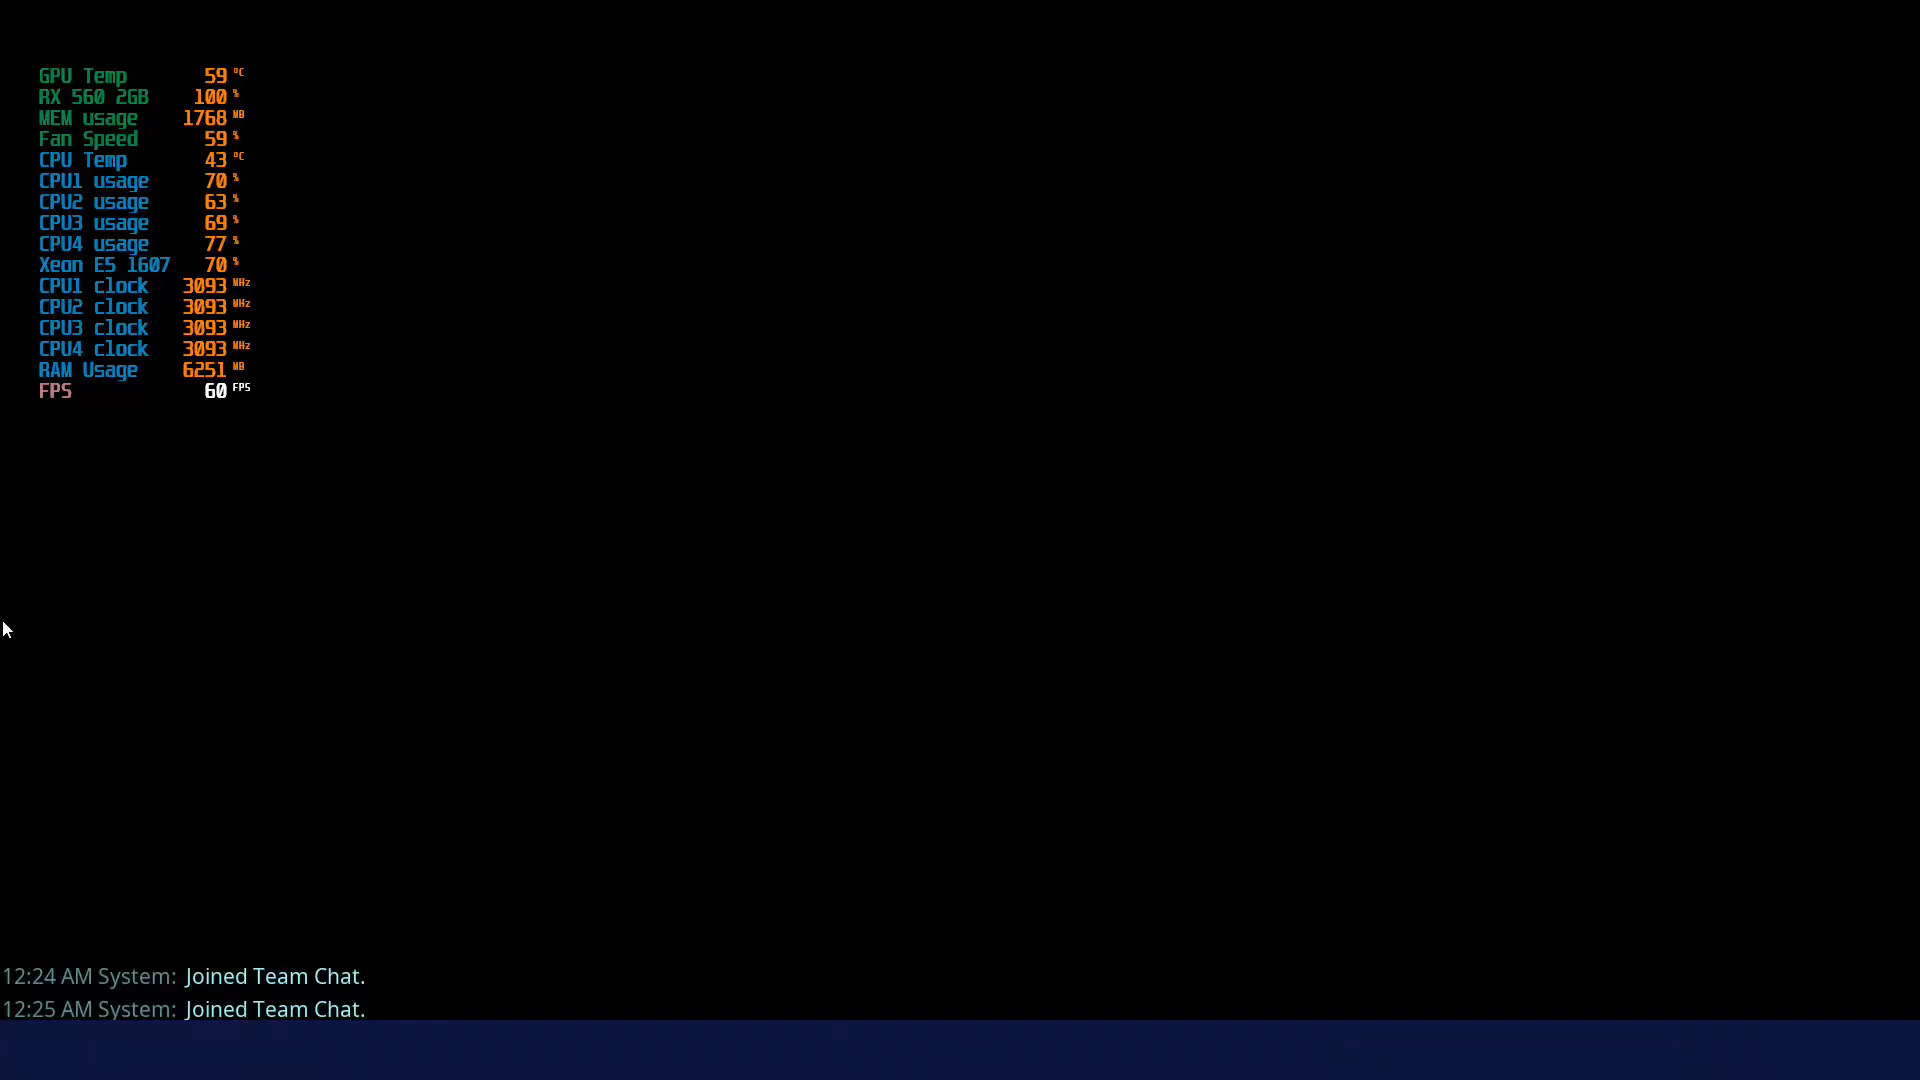 GPU Temp 59 °C
RX 560 2GB 100 %
MEM usage 1768 MB
Fan Speed 59 %
CPU Temp 43 °C
CPU1 usage 70 %
CPU2 usage 63 %
CPU3 usage 69 %
CPU4 usage 77 %
Xeon E5 1607 70 %
CPU1 clock 3093 MHz
CPU2 clock 3093 MHz
CPU3 clock 3093 MHz
CPU4 clock 3093 MHz
RAM Usage 6251 MB
FPS 60 FPS
12:24 AM System: Joined Team Chat.
12:25 AM System: Joined Team Chat.